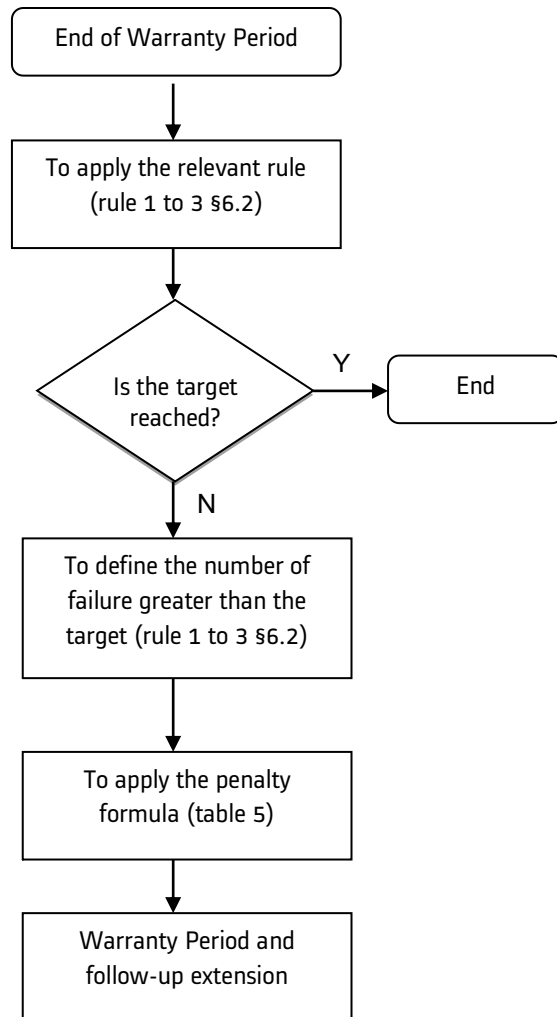 End of Warranty Period
To apply the relevant rule
(rule 1 to 3 §6.2)
Is the target
reached?
Y
End
N
To define the number of
failure greater than the
target (rule 1 to 3 §6.2)
To apply the penalty
formula (table 5)
Warranty Period and
follow-up extension